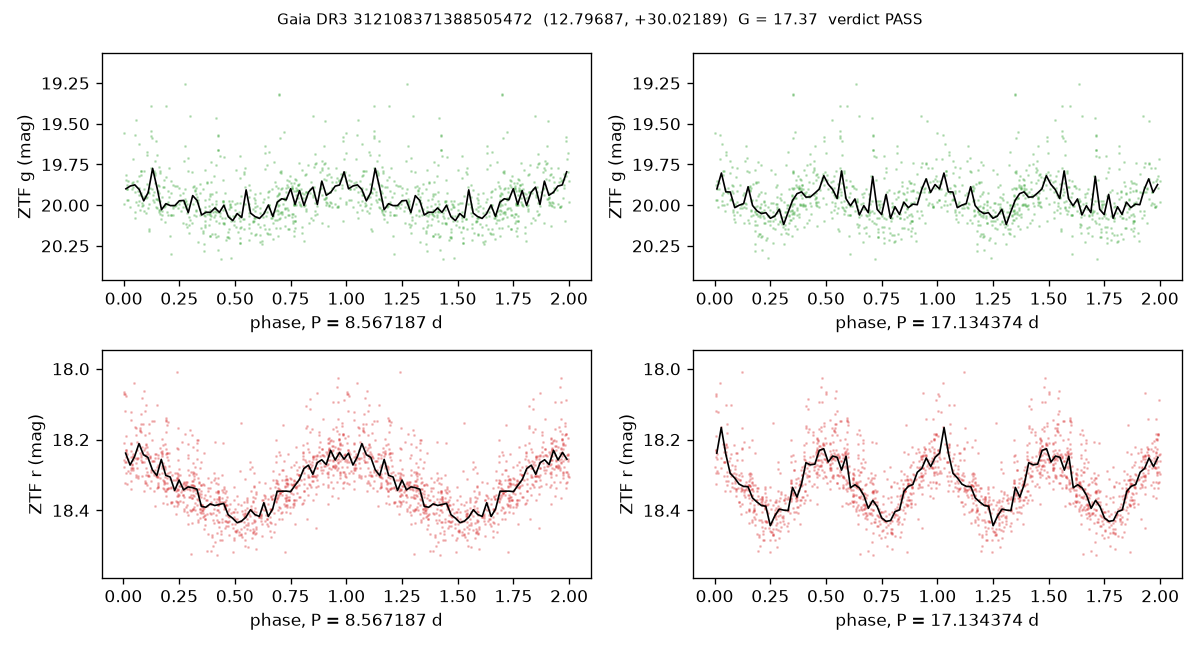 Gaia DR3 312108371388505472 (12.79687, +30.02189) G = 17.37 verdict PASS
ZTF g (mag)
19.25
19.50
19.75
20.00
20.25
0.00 0.25 0.50 0.75 1.00 1.25 1.50 1.75 2.00
phase, P = 8.567187 d
ZTF g (mag)
19.25
19.50
19.75
20.00
20.25
0.00 0.25 0.50 0.75 1.00 1.25 1.50 1.75 2.00
phase, P = 17.134374 d
ZTF r (mag)
18.0
18.2
18.4
0.00 0.25 0.50 0.75 1.00 1.25 1.50 1.75 2.00
phase, P = 8.567187 d
ZTF r (mag)
18.0
18.2
18.4
0.00 0.25 0.50 0.75 1.00 1.25 1.50 1.75 2.00
phase, P = 17.134374 d